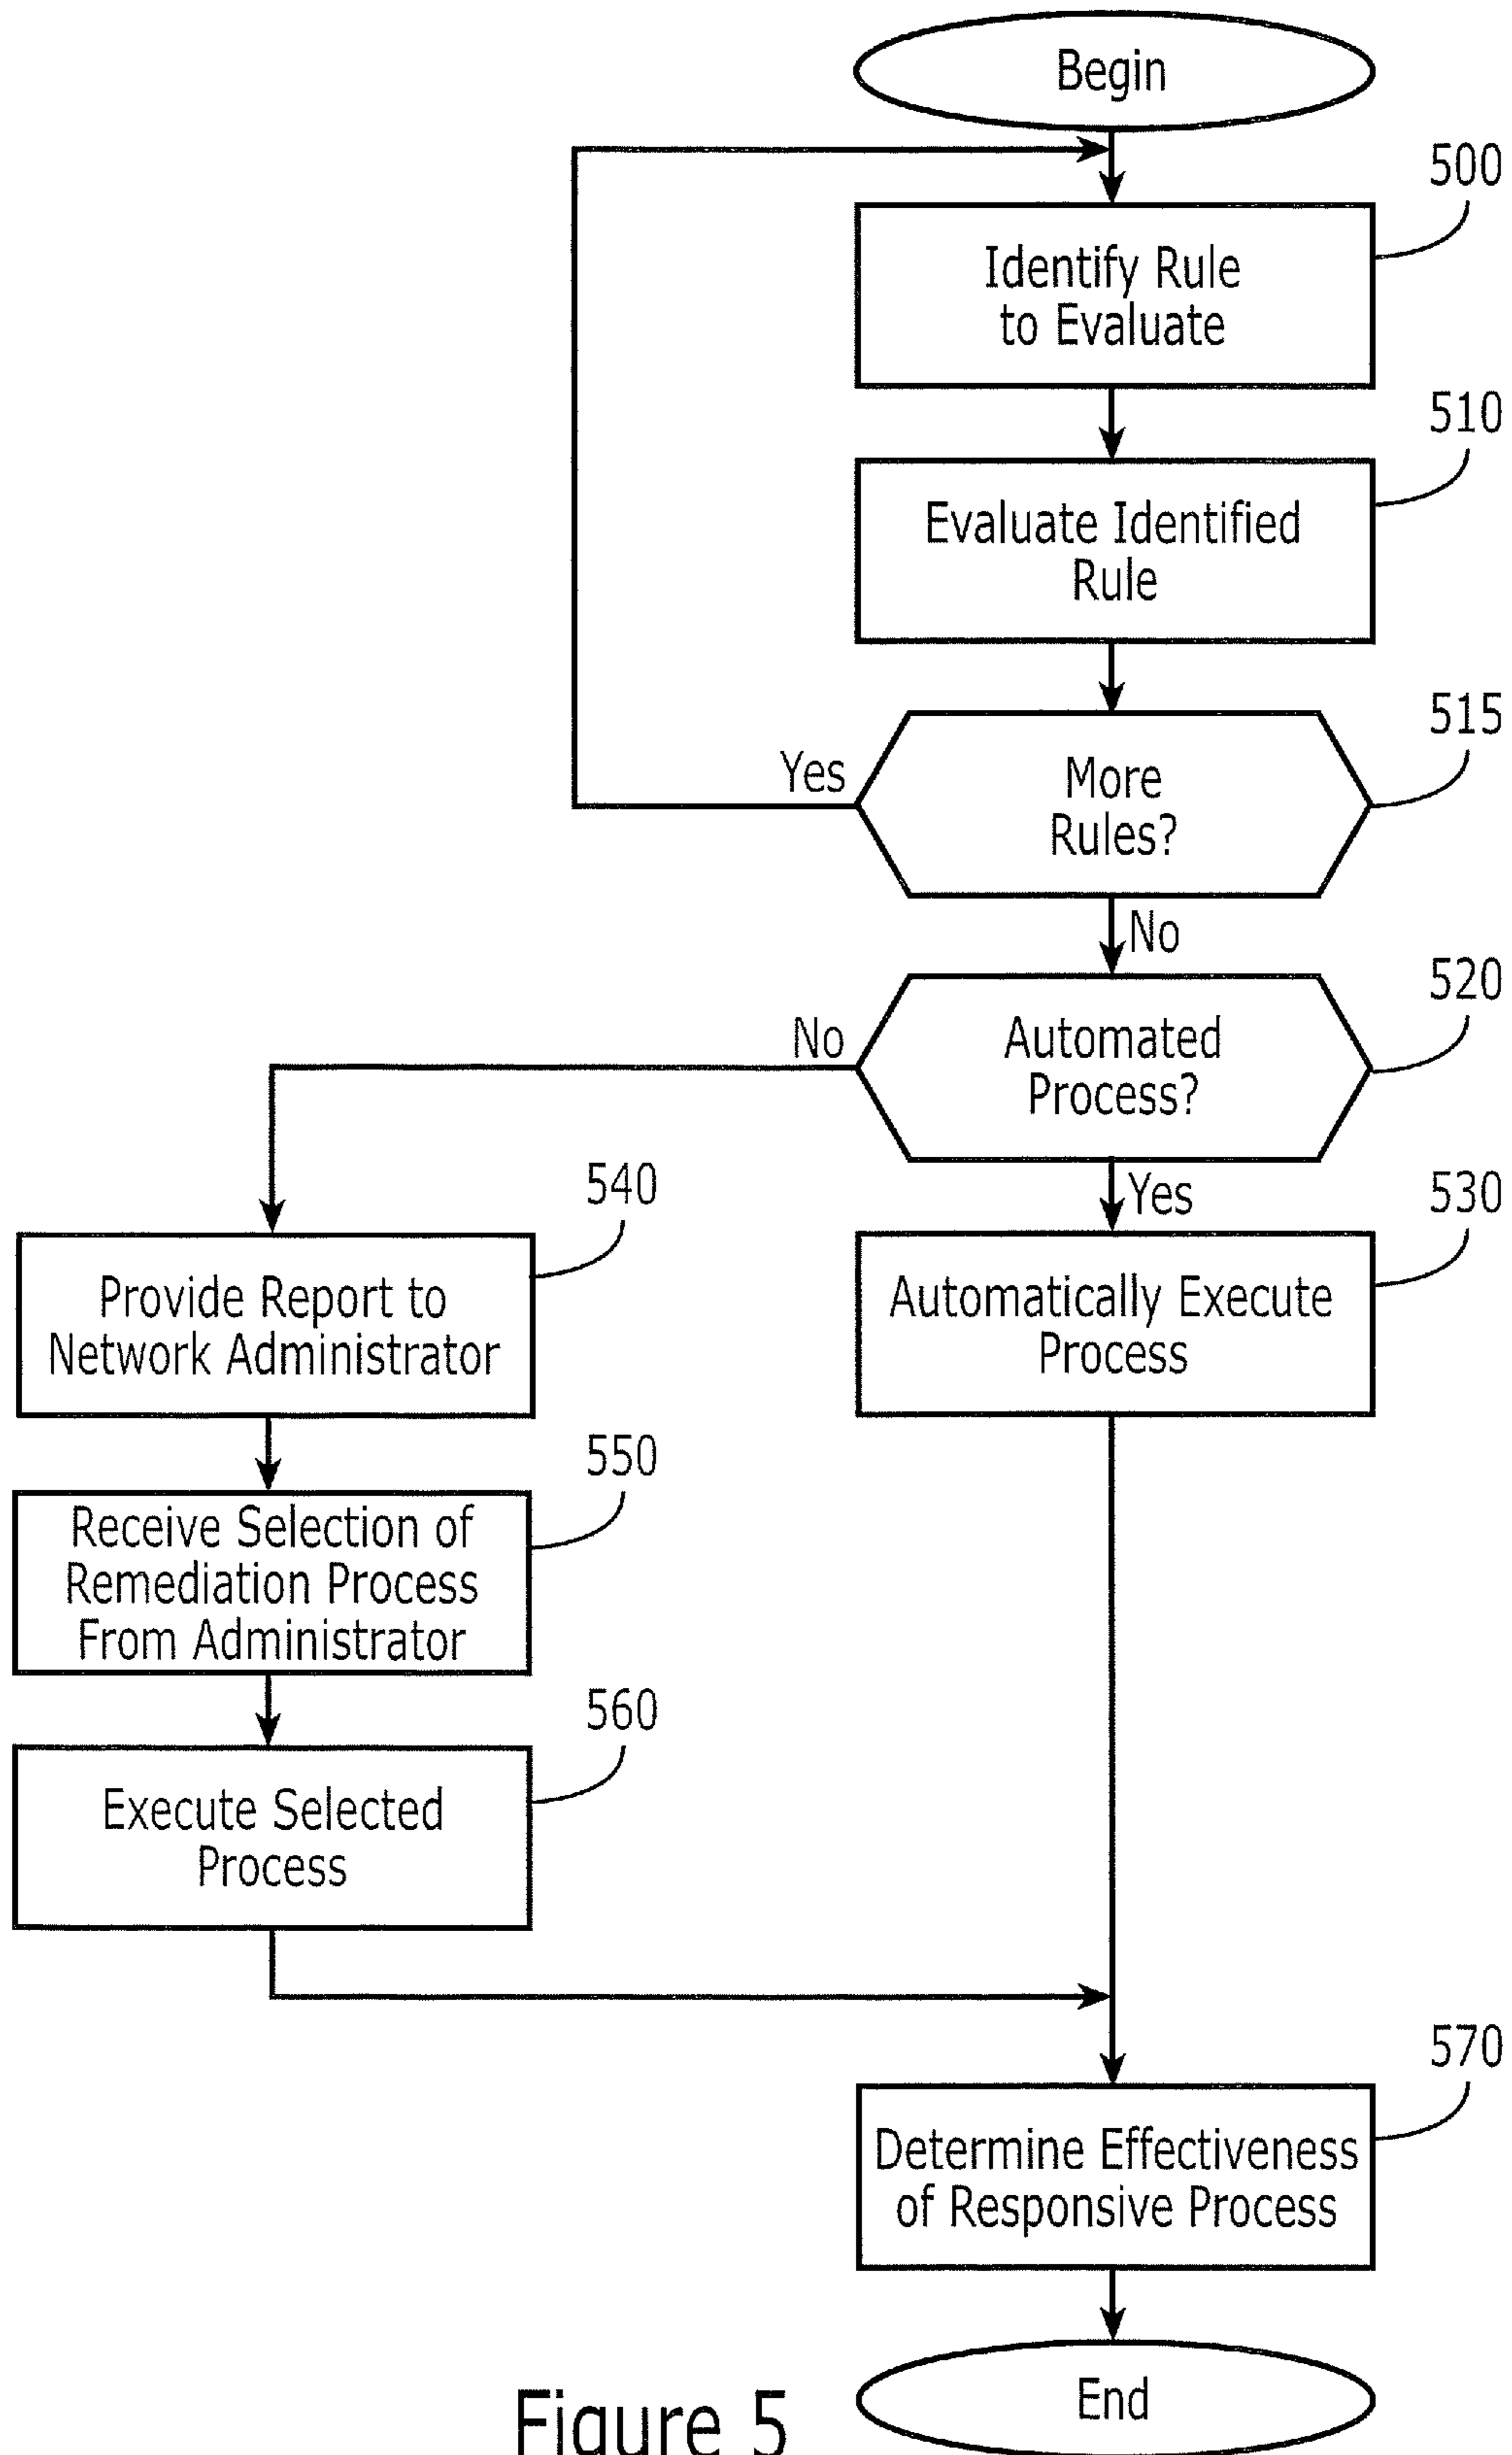 Begin
500
Identify Rule
to Evaluate
510
Evaluate Identified
Rule
515
Yes
More
Rules?
No
520
No
Automated
Process?
Yes
540
530
Provide Report to
Network Administrator
Automatically Execute
Process
550
Receive Selection of
Remediation Process
From Administrator
560
Execute Selected
Process
570
Determine Effectiveness
of Responsive Process
End
Figure 5